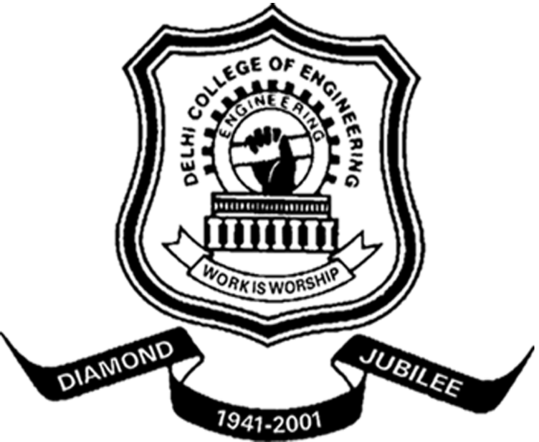 DELHI COLLEGE OF ENGINEERING
ENGINEERING
WORK IS WORSHIP
DIAMOND
JUBILEE
1941-2001